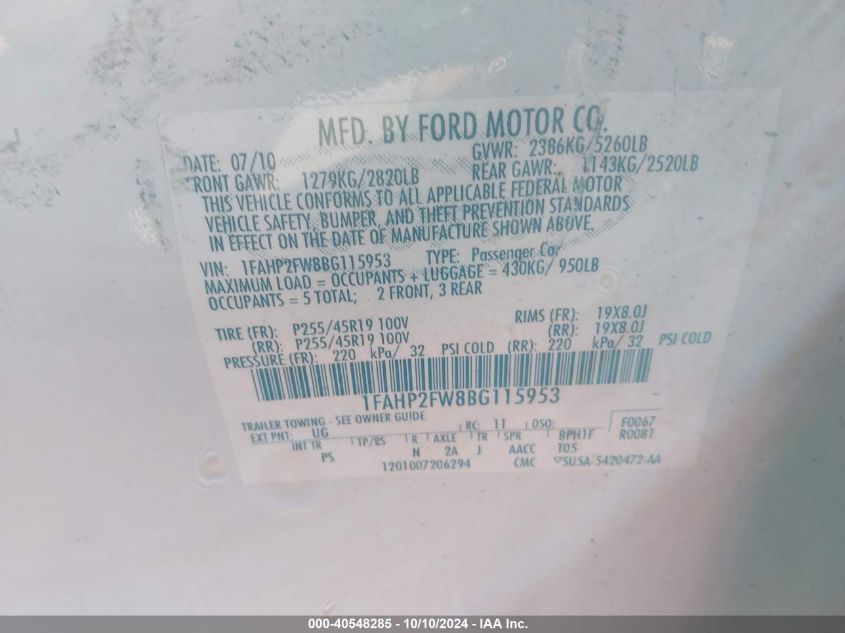 MFD. BY FORD MOTOR CO.
DATE: 07/10 GVWR: 2386KG/5260LB
FRONT GAWR: 1279KG/2820LB REAR GAWR: 1143KG/2520LB
THIS VEHICLE CONFORMS TO ALL APPLICABLE FEDERAL MOTOR
VEHICLE SAFETY, BUMPER, AND THEFT PREVENTION STANDARDS
IN EFFECT ON THE DATE OF MANUFACTURE SHOWN ABOVE.
VIN: 1FAHP2FW8BG115953 TYPE: Passenger Car
MAXIMUM LOAD = OCCUPANTS + LUGGAGE = 430KG/ 950LB
OCCUPANTS = 5 TOTAL; 2 FRONT, 3 REAR
TIRE (FR): P255/45R19 100V RIMS (FR): 19X8.0J
(RR): P255/45R19 100V (RR): 19X8.0J
PRESSURE (FR): 220 kPa/ 32 PSI COLD (RR): 220 kPa/ 32 PSI COLD
1FAHP2FW8BG115953
TRAILER TOWING - SEE OWNER GUIDE RC: 11 DSO: F0067
EXT PNT: UG R0081
INT TR TP/PS R AXLE TR SPR BPH1F
PS N 2A J AACC T05
1201007206294 CMC 5U5A-5420472-AA
000-40548285 - 10/10/2024 - IAA Inc.